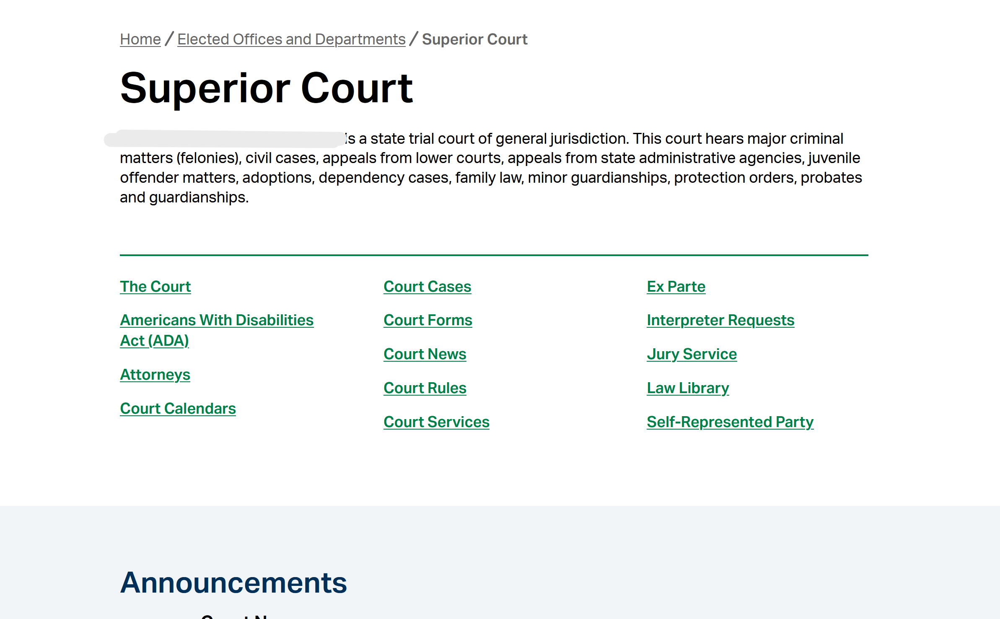 Home / Elected Offices and Departments / Superior Court
Superior Court
is a state trial court of general jurisdiction. This court hears major criminal
matters (felonies), civil cases, appeals from lower courts, appeals from state administrative agencies, juvenile
offender matters, adoptions, dependency cases, family law, minor guardianships, protection orders, probates
and guardianships.
The Court
Americans With Disabilities
Act (ADA)
Attorneys
Court Calendars
Court Cases
Court Forms
Court News
Court Rules
Court Services
Ex Parte
Interpreter Requests
Jury Service
Law Library
Self-Represented Party
Announcements